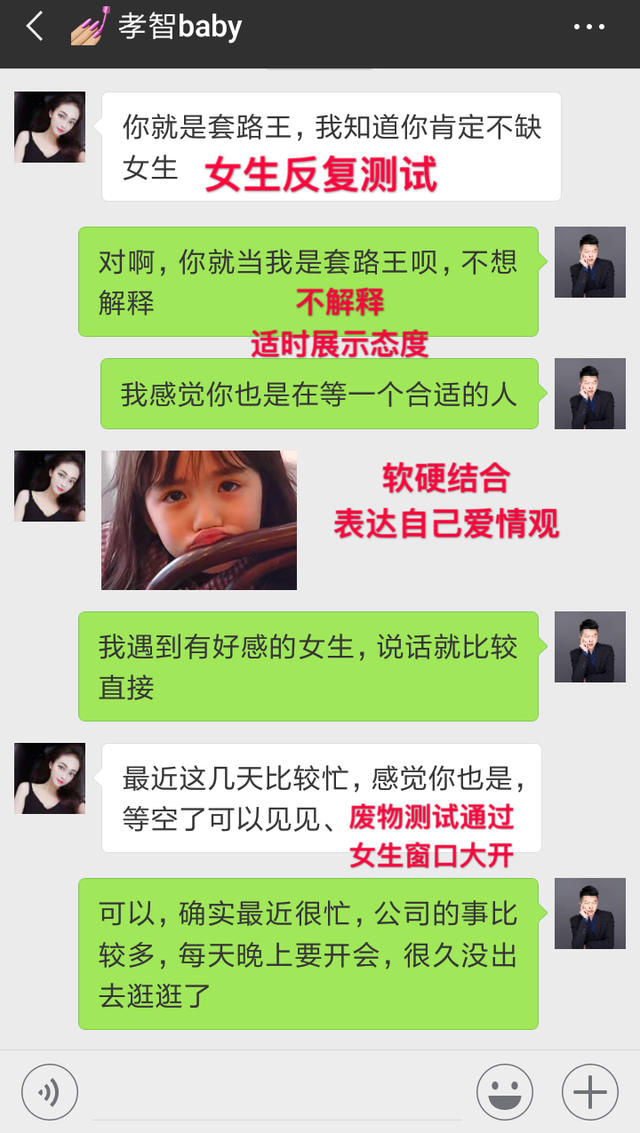 孝智baby
你就是套路王，我知道你肯定不缺
女生
女生反复测试
对啊，你就当我是套路王呗，不想
解释
不解释
适时展示态度
我感觉你也是在等一个合适的人
软硬结合
表达自己爱情观
我遇到有好感的女生，说话就比较
直接
最近这几天比较忙，感觉你也是，
等空了可以见见、
废物测试通过
女生窗口大开
可以，确实最近很忙，公司的事比
较多，每天晚上要开会，很久没出
去逛逛了